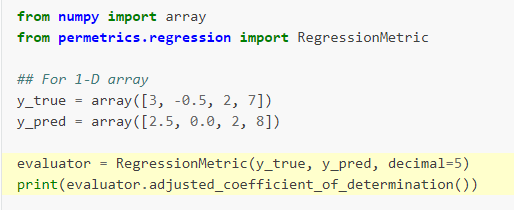 from numpy import array
from permetrics.regression import RegressionMetric
## For 1-D array
y_true = array([3, -0.5, 2, 7])
y_pred = array([2.5, 0.0, 2, 8])
evaluator = RegressionMetric(y_true, y_pred, decimal=5)
print(evaluator.adjusted_coefficient_of_determination())